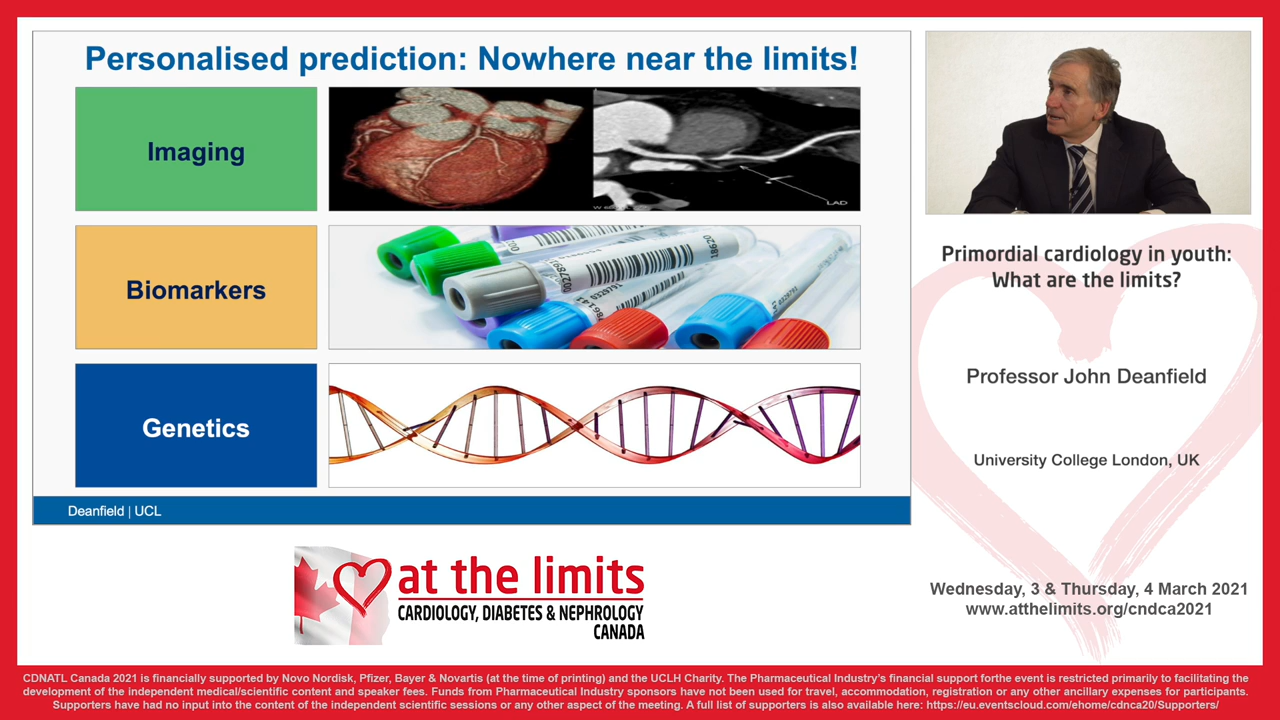 Personalised prediction: Nowhere near the limits!
Imaging
LAD
Biomarkers
18620
Genetics
Deanfield | UCL
Primordial cardiology in youth:
What are the limits?
Professor John Deanfield
University College London, UK
at the limits
CARDIOLOGY, DIABETES & NEPHROLOGY
CANADA
Wednesday, 3 & Thursday, 4 March 2021
www.atthelimits.org/cndca2021
CDNATL Canada 2021 is financially supported by Novo Nordisk, Pfizer, Bayer & Novartis (at the time of printing) and the UCLH Charity. The Pharmaceutical Industry's financial support forthe event is restricted primarily to facilitating the
development of the independent medical/scientific content and speaker fees. Funds from Pharmaceutical Industry sponsors have not been used for travel, accommodation, registration or any other ancillary expenses for participants.
Supporters have had no input into the content of the independent scientific sessions or any other aspect of the meeting. A full list of supporters is also available here: https://eu.eventscloud.com/ehome/cdnca20/Supporters/